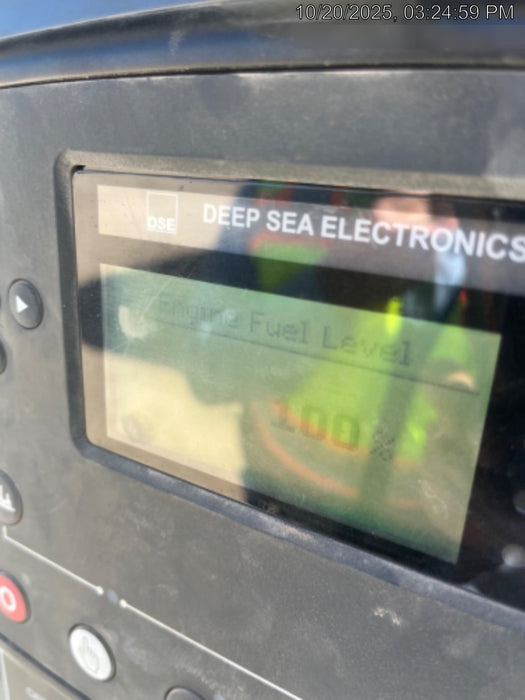 10/20/2025, 03:24:59 PM
DSE
DEEP SEA ELECTRONICS
Engine Fuel Level
100 %